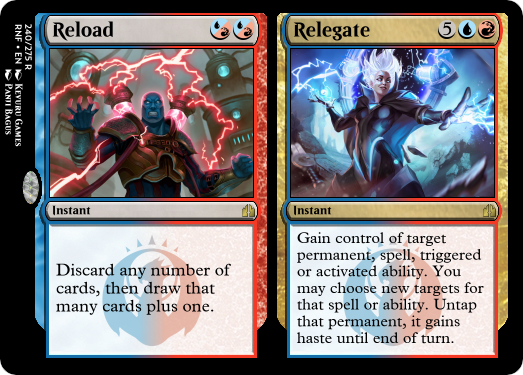 Reload
Instant
Discard any number of
cards, then draw that
many cards plus one.
240/275 R
RNF • EN Kevuru Games
Panji Bagus
Relegate 5
Instant
Gain control of target
permanent, spell, triggered
or activated ability. You
may choose new targets for
that spell or ability. Untap
that permanent, it gains
haste until end of turn.